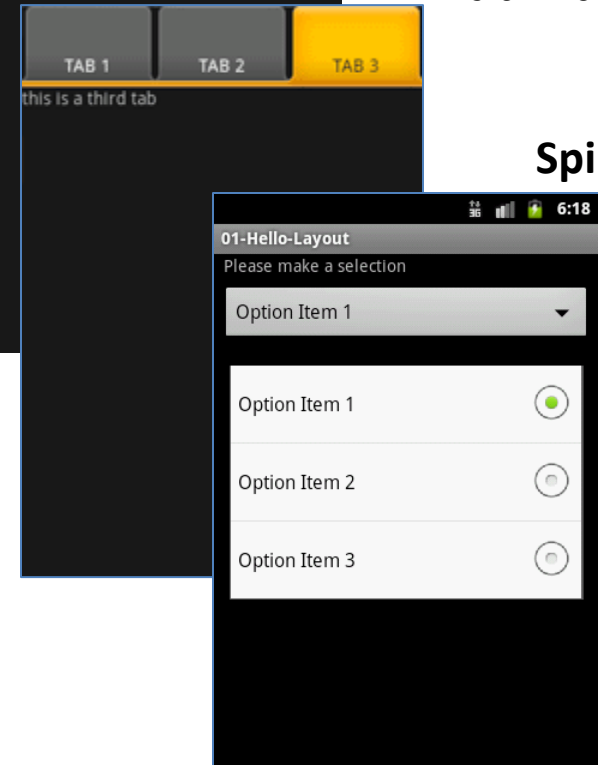 TAB 1 TAB 2 TAB 3
this is a third tab
Spi
3G 6:18
01-Hello-Layout
Please make a selection
Option Item 1
Option Item 1
Option Item 2
Option Item 3